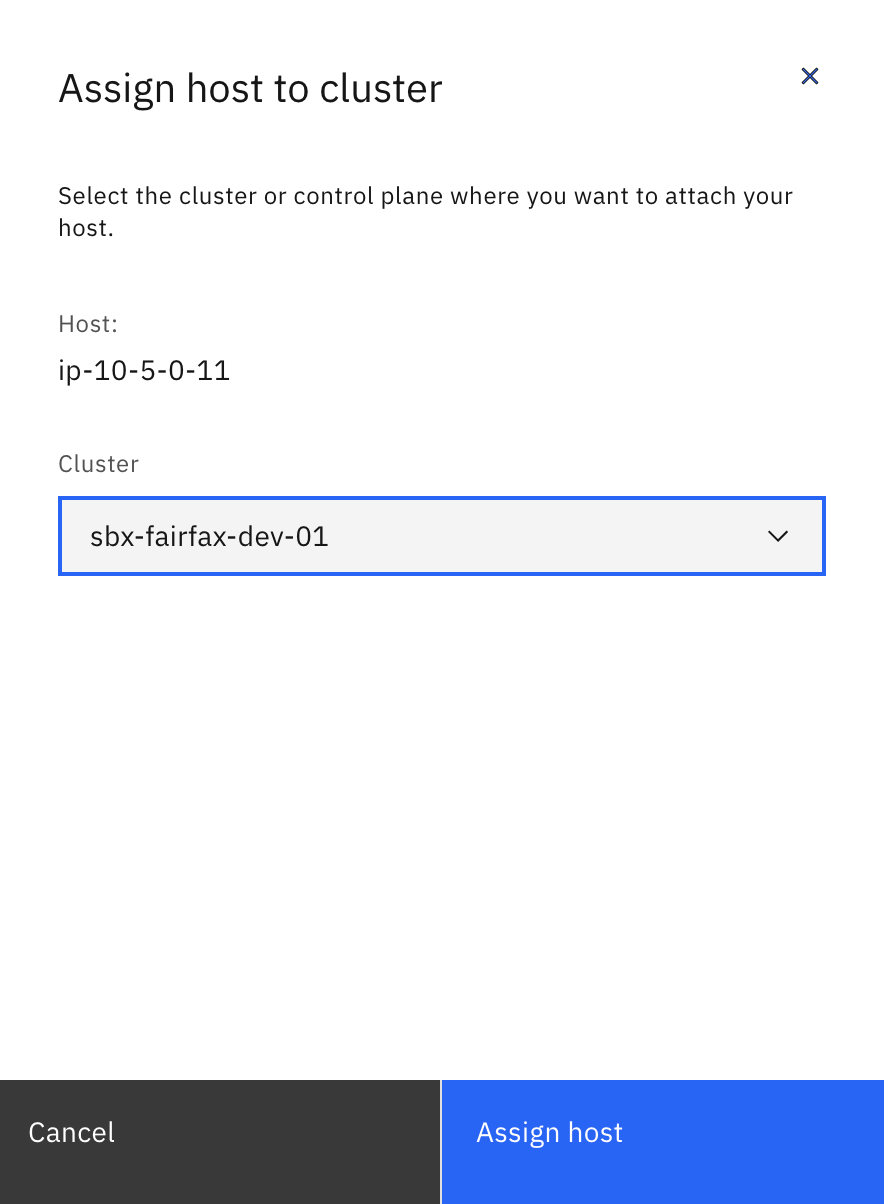 Assign host to cluster
Select the cluster or control plane where you want to attach your
host.
Host:
ip-10-5-0-11
Cluster
sbx-fairfax-dev-01
Cancel
Assign host